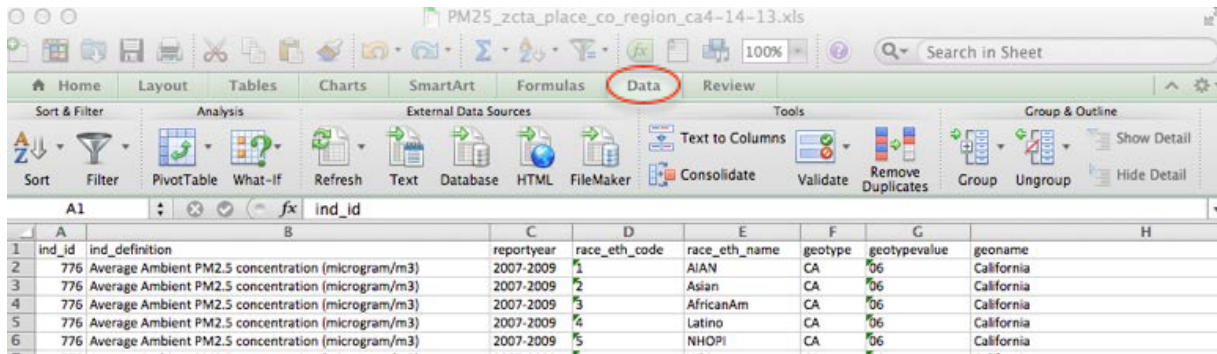 PM25_zcta_place_co_region_ca4-14-13.xls
100% Search in Sheet
Home Layout Tables Charts SmartArt Formulas Data Review
Sort & Filter Analysis External Data Sources Tools Group & Outline
Sort Filter PivotTable What-If Refresh Text Database HTML FileMaker Text to Columns Consolidate Validate Remove Duplicates Group Ungroup Show Detail Hide Detail
A1 fx ind_id
A B C D E F G H
1 ind_id ind_definition reportyear race_eth_code race_eth_name geotype geotypevalue geoname
2 776 Average Ambient PM2.5 concentration (microgram/m3) 2007-2009 1 AIAN CA 06 California
3 776 Average Ambient PM2.5 concentration (microgram/m3) 2007-2009 2 Asian CA 06 California
4 776 Average Ambient PM2.5 concentration (microgram/m3) 2007-2009 3 AfricanAm CA 06 California
5 776 Average Ambient PM2.5 concentration (microgram/m3) 2007-2009 4 Latino CA 06 California
6 776 Average Ambient PM2.5 concentration (microgram/m3) 2007-2009 5 NHOPI CA 06 California